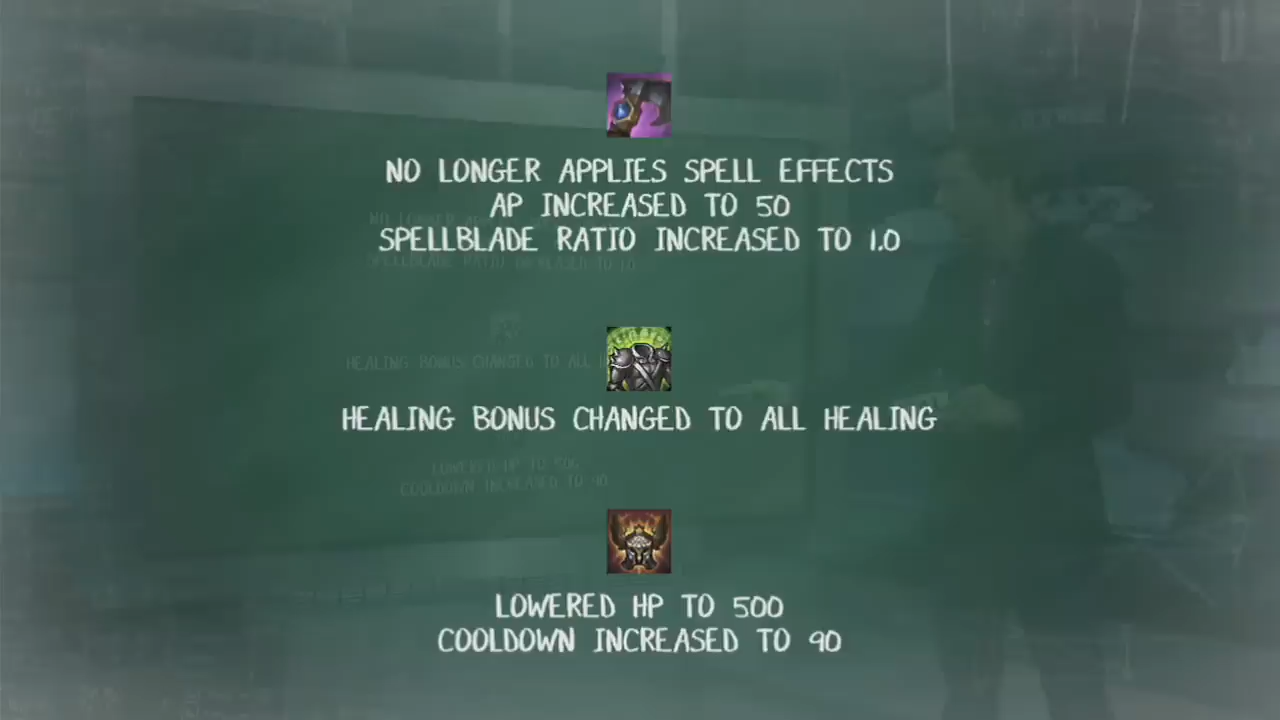 NO LONGER APPLIES SPELL EFFECTS
AP INCREASED TO 50
SPELLBLADE RATIO INCREASED TO 1.0
HEALING BONUS CHANGED TO ALL HEALING
LOWERED HP TO 500
COOLDOWN INCREASED TO 90